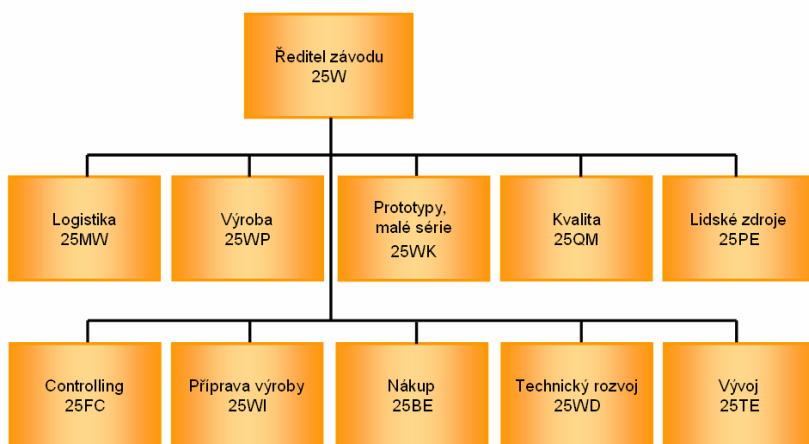 Ředitel závodu
25W
Logistika
25MW
Výroba
25WP
Prototypy,
malé série
25WK
Kvalita
25QM
Lidské zdroje
25PE
Controlling
25FC
Příprava výroby
25WI
Nákup
25BE
Technický rozvoj
25WD
Vývoj
25TE